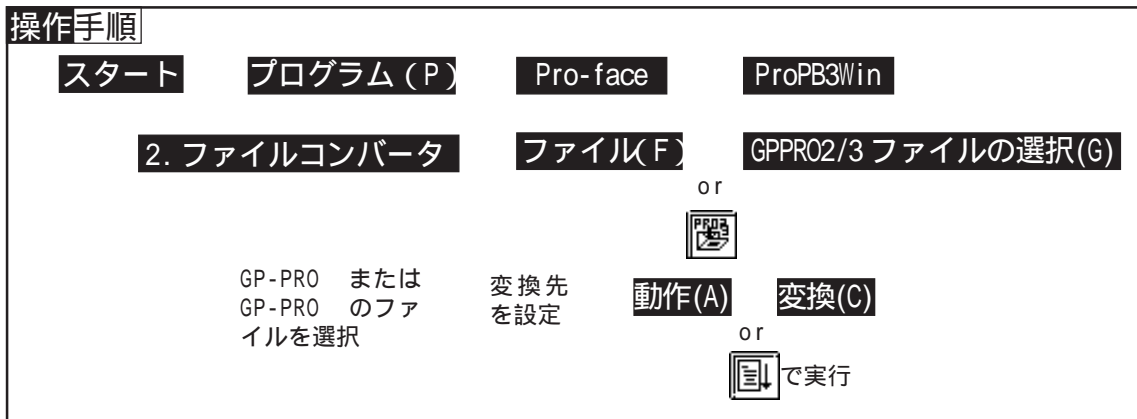 操作手順
スタート プログラム(P) Pro-face ProPB3Win
2.ファイルコンバータ ファイル(F) GPPRO2/3ファイルの選択(G)
or
PRO3
GP-PRO または
GP-PRO のファ
イルを選択
変換先
を設定
動作(A) 変換(C)
or
で実行